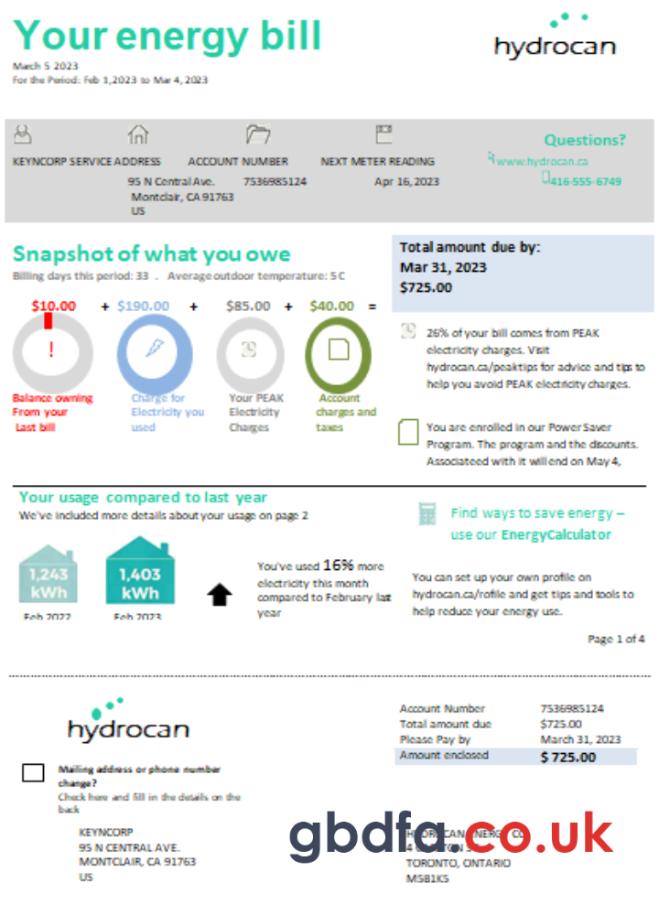 Your energy bill
hydrocan
March 5 2023
For the Period: Feb 1,2023 to Mar 4, 2023
Questions?
KEYNCORP SERVICE ADDRESS ACCOUNT NUMBER NEXT METER READING
www.hydrocan.ca
95 N Central Ave. 7536985124 Apr 16, 2023
416-555-6749
Montclair, CA 91763
US
Snapshot of what you owe
Billing days this period: 33 . Average outdoor temperature: 5 C
Total amount due by:
Mar 31, 2023
$725.00
$10.00 + $190.00 + $85.00 + $40.00 =
!
Balance owning
From your
Last bill
Charge for
Electricity you
used
Your PEAK
Electricity
Charges
Account
charges and
taxes
26% of your bill comes from PEAK
electricity charges. Visit
hydrocan.ca/peaktips for advice and tips to
help you avoid PEAK electricity charges.
You are enrolled in our Power Saver
Program. The program and the discounts.
Associateed with it will end on May 4,
Your usage compared to last year
We've included more details about your usage on page 2
1,243
kWh
Feb 2022
1,403
kWh
Feb 2023
You've used 16% more
electricity this month
compared to February last
year
Find ways to save energy –
use our EnergyCalculator
You can set up your own profile on
hydrocan.ca/rofile and get tips and tools to
help reduce your energy use.
Page 1 of 4
hydrocan
Account Number 7536985124
Total amount due $725.00
Please Pay by March 31, 2023
Amount enclosed $ 725.00
Mailing address or phone number
change?
Check here and fill in the details on the
back
KEYNCORP
95 N CENTRAL AVE.
MONTCLAIR, CA 91763
US
gbdfa.co.uk
TORONTO, ONTARIO
M5B1K5